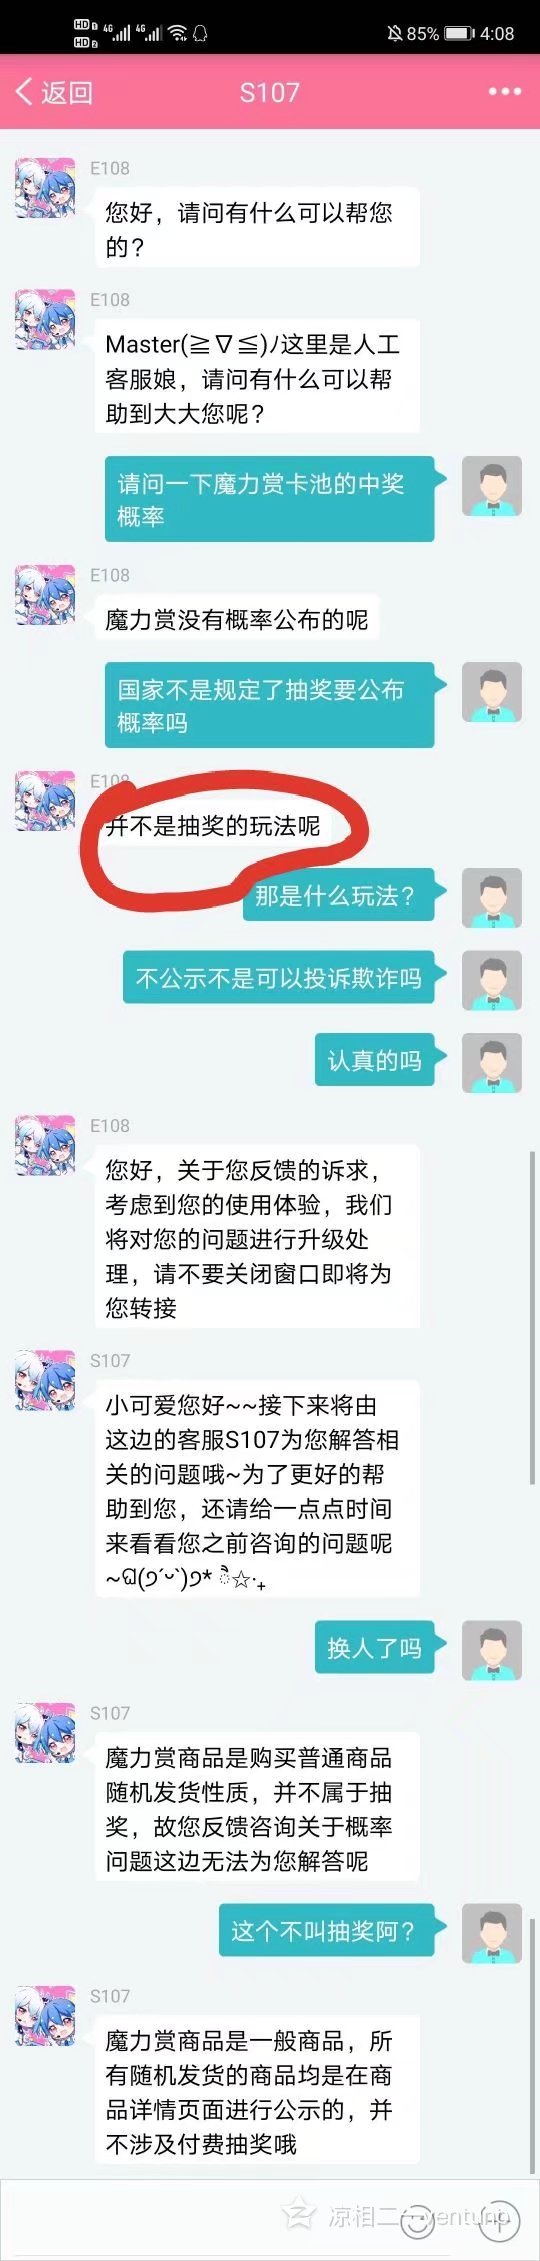 HD 1 4G 4G 85% 4:08
HD 2
返回 S107
E108
您好，请问有什么可以帮您
的？
E108
Master(≧∇≦)ﾉ这里是人工
客服娘，请问有什么可以帮
助到大大您呢？
请问一下魔力赏卡池的中奖
概率
E108
魔力赏没有概率公布的呢
国家不是规定了抽奖要公布
概率吗
E108
并不是抽奖的玩法呢
那是什么玩法？
不公示不是可以投诉欺诈吗
认真的吗
E108
您好，关于您反馈的诉求，
考虑到您的使用体验，我们
将对您的问题进行升级处
理，请不要关闭窗口即将为
您转接
S107
小可爱您好~~接下来将由
这边的客服S107为您解答相
关的问题哦~为了更好的帮
助到您，还请给一点点时间
来看看您之前咨询的问题呢
换人了吗
S107
魔力赏商品是购买普通商品
随机发货性质，并不属于抽
奖，故您反馈咨询关于概率
问题这边无法为您解答呢
这个不叫抽奖阿？
S107
魔力赏商品是一般商品，所
有随机发货的商品均是在商
品详情页面进行公示的，并
不涉及付费抽奖哦
凉相二